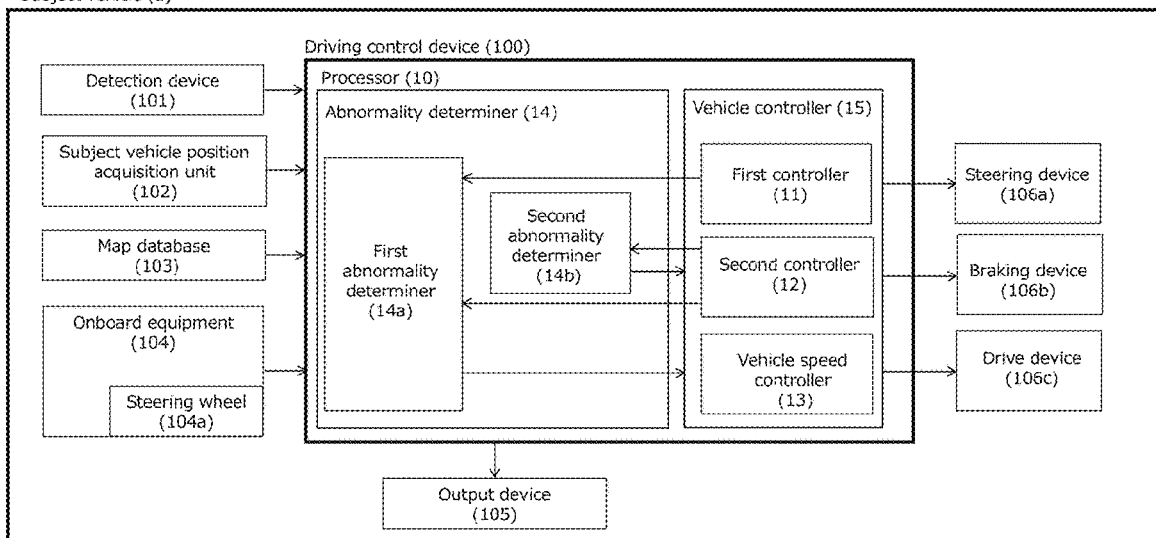 Driving control device (100)
Processor (10)
Abnormality determiner (14)
Vehicle controller (15)
Detection device
(101)
Subject vehicle position
acquisition unit
(102)
Map database
(103)
Onboard equipment
(104)
Steering wheel
(104a)
First
abnormality
determiner
(14a)
Second
abnormality
determiner
(14b)
First controller
(11)
Second controller
(12)
Vehicle speed
controller
(13)
Steering device
(106a)
Braking device
(106b)
Drive device
(106c)
Output device
(105)